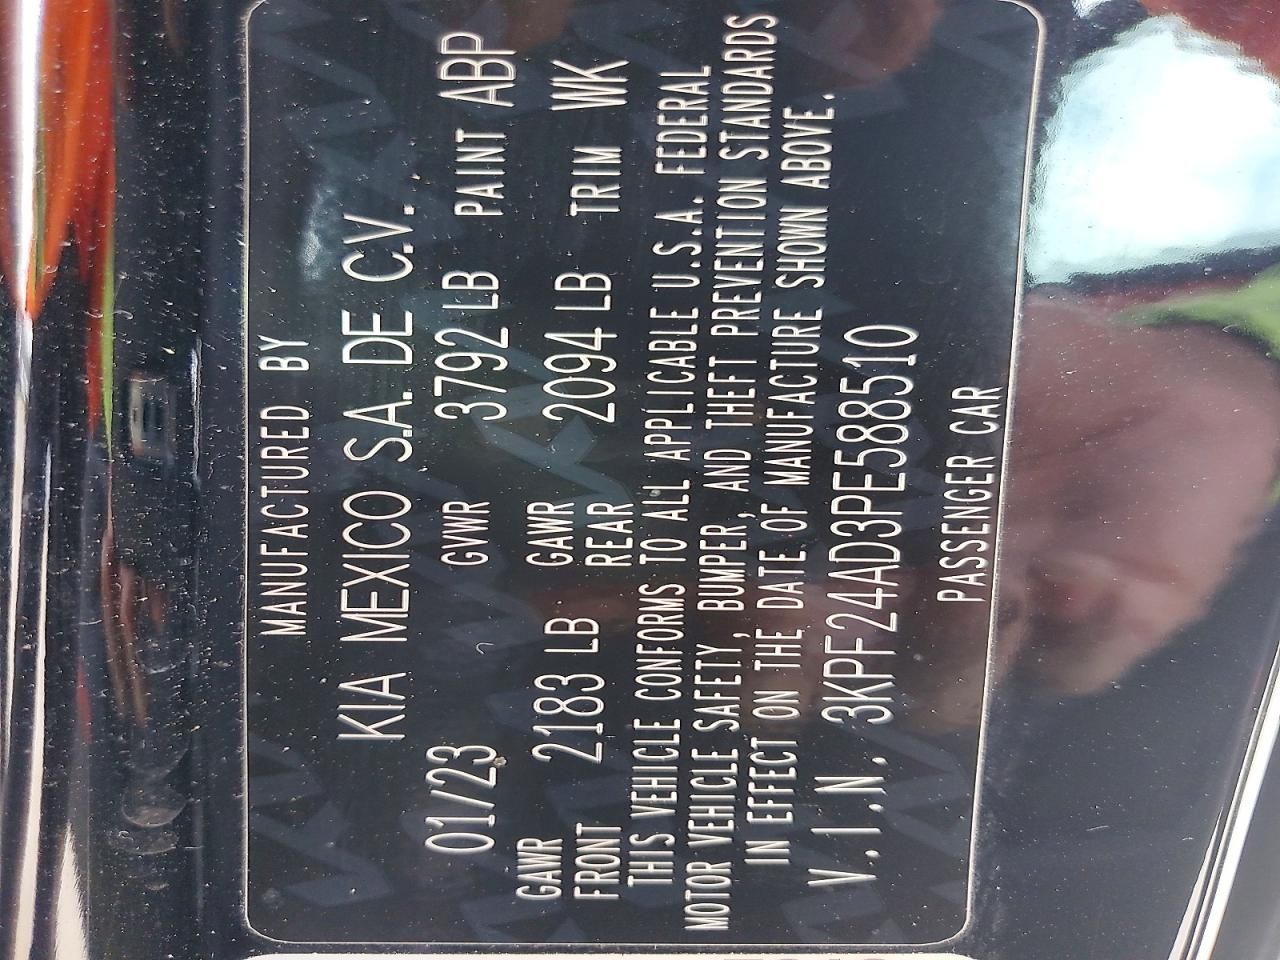 MANUFACTURED BY
KIA MEXICO S.A. DE C.V.
01/23 GVWR 3792 LB PAINT ABP
GAWR FRONT 2183 LB GAWR REAR 2094 LB TRIM WK
THIS VEHICLE CONFORMS TO ALL APPLICABLE U.S.A. FEDERAL
MOTOR VEHICLE SAFETY, BUMPER, AND THEFT PREVENTION STANDARDS
IN EFFECT ON THE DATE OF MANUFACTURE SHOWN ABOVE.
V.I.N. 3KPF24AD3PE588510
PASSENGER CAR